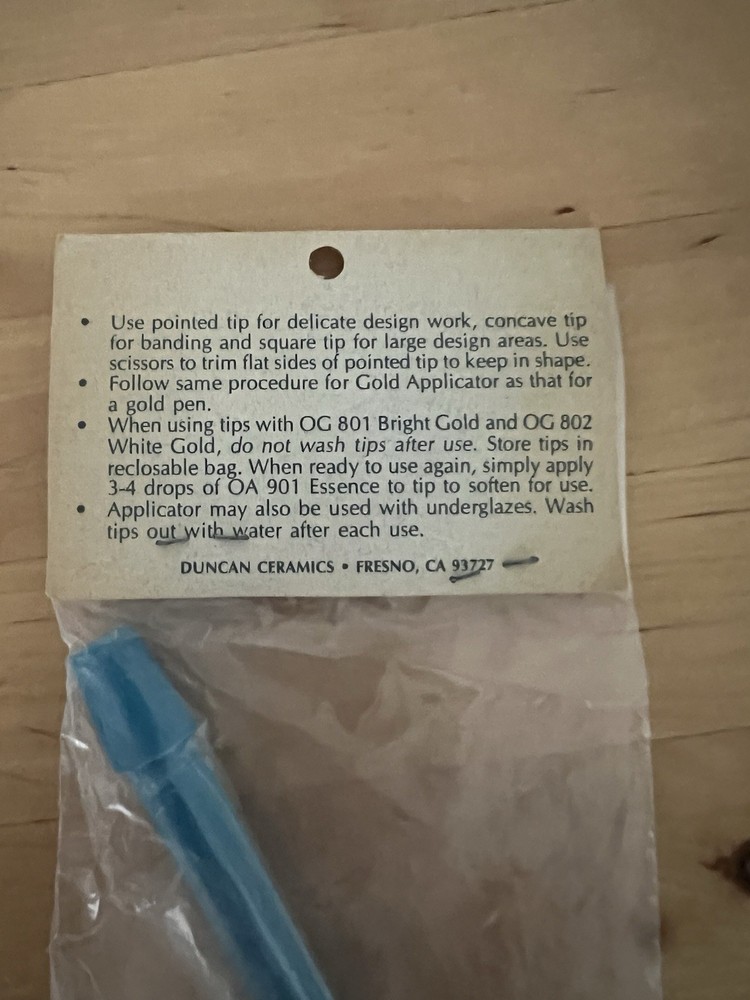 • Use pointed tip for delicate design work, concave tip
for banding and square tip for large design areas. Use
scissors to trim flat sides of pointed tip to keep in shape.
• Follow same procedure for Gold Applicator as that for
a gold pen.
• When using tips with OG 801 Bright Gold and OG 802
White Gold, do not wash tips after use. Store tips in
reclosable bag. When ready to use again, simply apply
3-4 drops of OA 901 Essence to tip to soften for use.
• Applicator may also be used with underglazes. Wash
tips out with water after each use.
DUNCAN CERAMICS • FRESNO, CA 93727